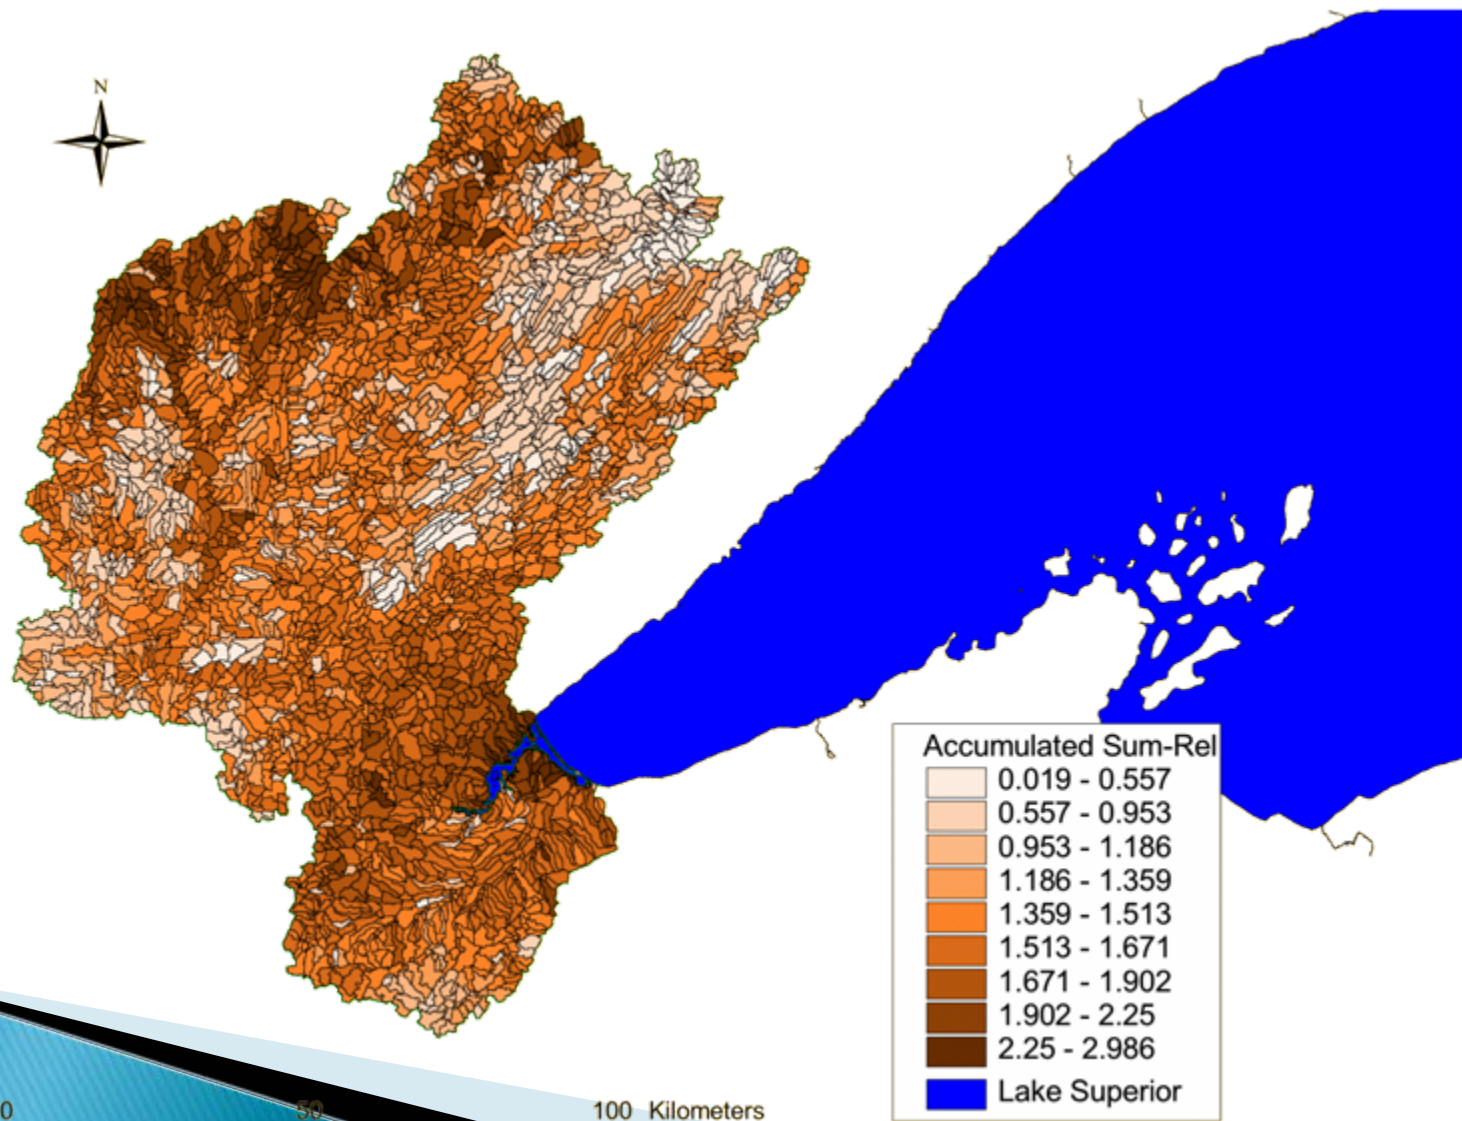 N
Accumulated Sum-Rel
0.019 - 0.557
0.557 - 0.953
0.953 - 1.186
1.186 - 1.359
1.359 - 1.513
1.513 - 1.671
1.671 - 1.902
1.902 - 2.25
2.25 - 2.986
Lake Superior
0 50 100 Kilometers